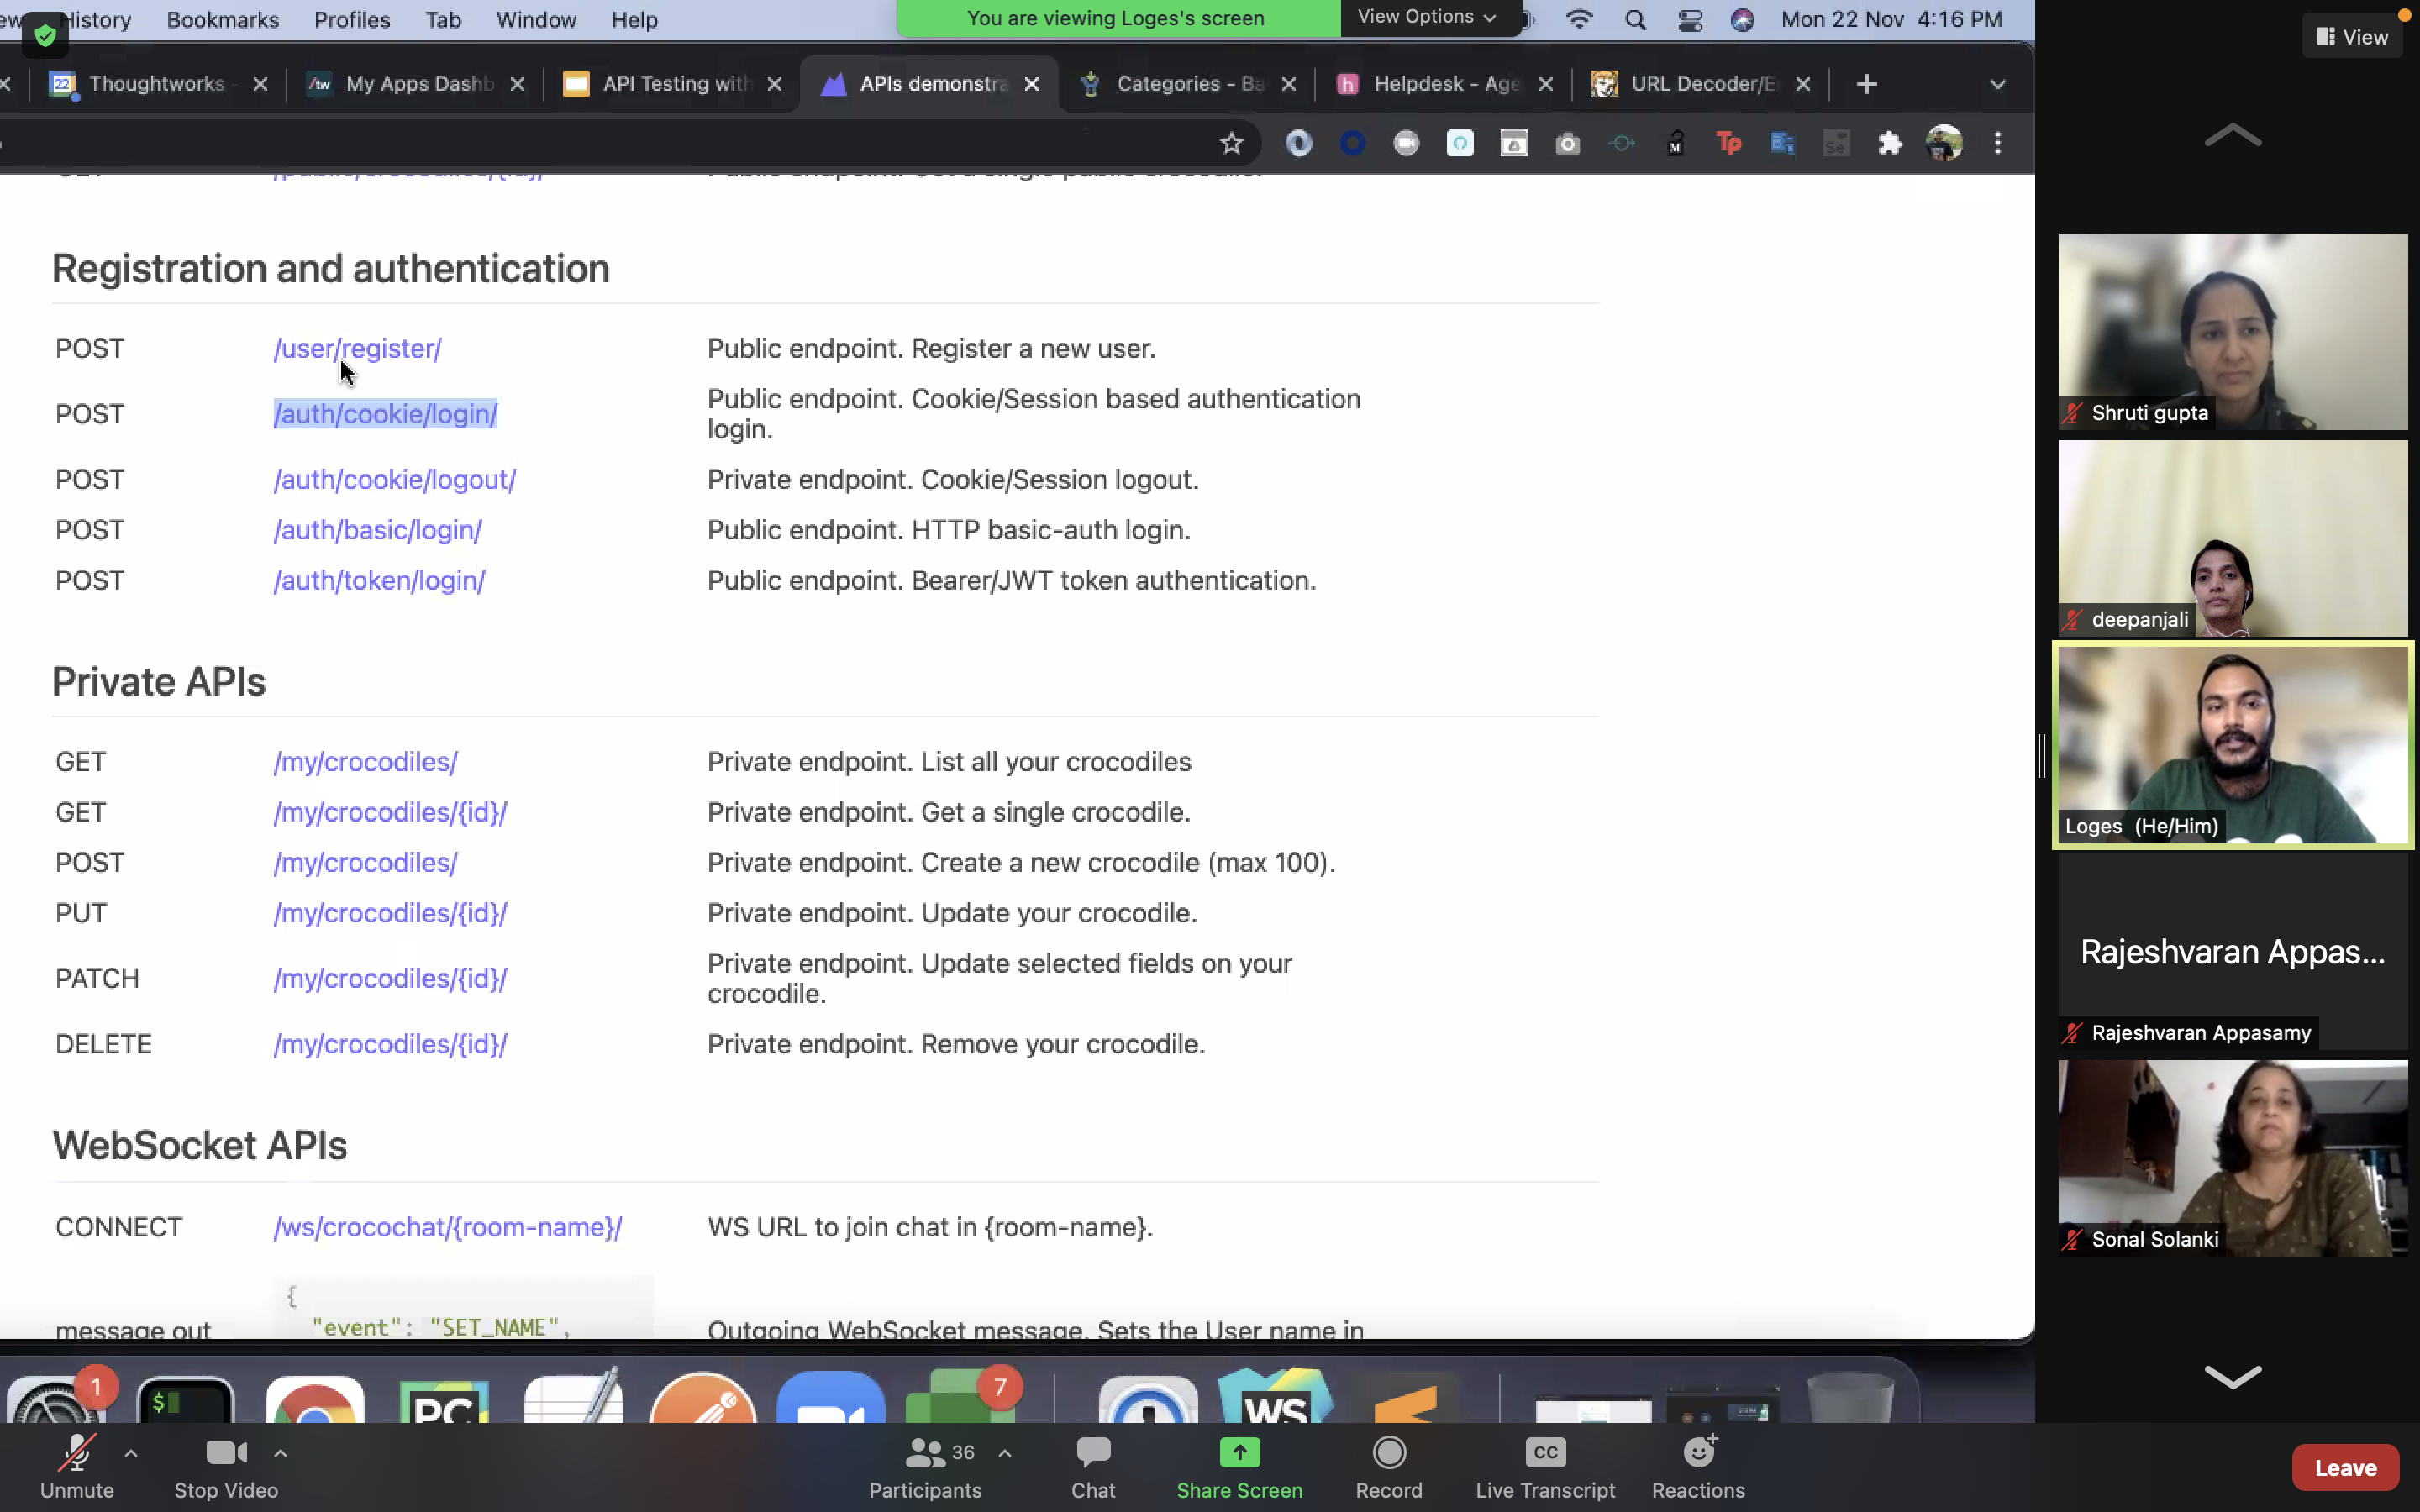 History Bookmarks Profiles Tab Window Help
You are viewing Loges's screen View Options
Mon 22 Nov 4:16 PM
View
22 Thoughtworks - /tw My Apps Dashb API Testing with APIs demonstra Categories - Ba h Helpdesk - Age URL Decoder/E
M Tp Se
Registration and authentication
POST /user/register/ Public endpoint. Register a new user.
POST /auth/cookie/login/ Public endpoint. Cookie/Session based authentication
login.
POST /auth/cookie/logout/ Private endpoint. Cookie/Session logout.
POST /auth/basic/login/ Public endpoint. HTTP basic-auth login.
POST /auth/token/login/ Public endpoint. Bearer/JWT token authentication.
Private APIs
GET /my/crocodiles/ Private endpoint. List all your crocodiles
GET /my/crocodiles/{id}/ Private endpoint. Get a single crocodile.
POST /my/crocodiles/ Private endpoint. Create a new crocodile (max 100).
PUT /my/crocodiles/{id}/ Private endpoint. Update your crocodile.
PATCH /my/crocodiles/{id}/ Private endpoint. Update selected fields on your
crocodile.
DELETE /my/crocodiles/{id}/ Private endpoint. Remove your crocodile.
WebSocket APIs
CONNECT /ws/crocochat/{room-name}/ WS URL to join chat in {room-name}.
{
message out "event": "SET_NAME", Outgoing WebSocket message. Sets the User name in
Shruti gupta
deepanjali
Loges (He/Him)
Rajeshvaran Appas...
Rajeshvaran Appasamy
Sonal Solanki
1 $ PC 7 WS
Unmute Stop Video Participants 36 Chat Share Screen Record CC Live Transcript Reactions Leave